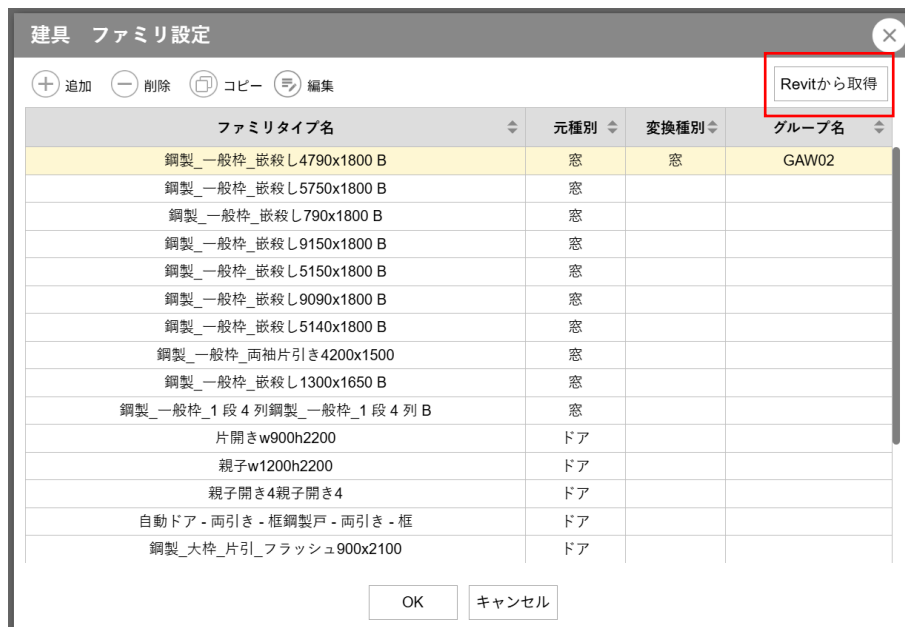 建具　ファミリ設定
追加 削除 コピー 編集 Revitから取得
ファミリタイプ名 元種別 変換種別 グループ名
鋼製_一般枠_嵌殺し4790x1800 B 窓 窓 GAW02
鋼製_一般枠_嵌殺し5750x1800 B 窓
鋼製_一般枠_嵌殺し790x1800 B 窓
鋼製_一般枠_嵌殺し9150x1800 B 窓
鋼製_一般枠_嵌殺し5150x1800 B 窓
鋼製_一般枠_嵌殺し9090x1800 B 窓
鋼製_一般枠_嵌殺し5140x1800 B 窓
鋼製_一般枠_両袖片引き4200x1500 窓
鋼製_一般枠_嵌殺し1300x1650 B 窓
鋼製_一般枠_1 段 4 列鋼製_一般枠_1 段 4 列 B 窓
片開きw900h2200 ドア
親子w1200h2200 ドア
親子開き4親子開き4 ドア
自動ドア - 両引き - 框鋼製戸 - 両引き - 框 ドア
鋼製_大枠_片引_フラッシュ900x2100 ドア
OK キャンセル